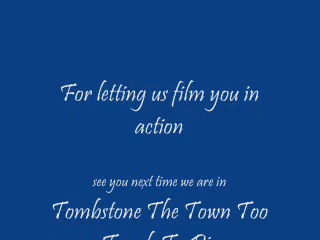 For letting us film you in
action
see you next time we are in
Tombstone The Town Too